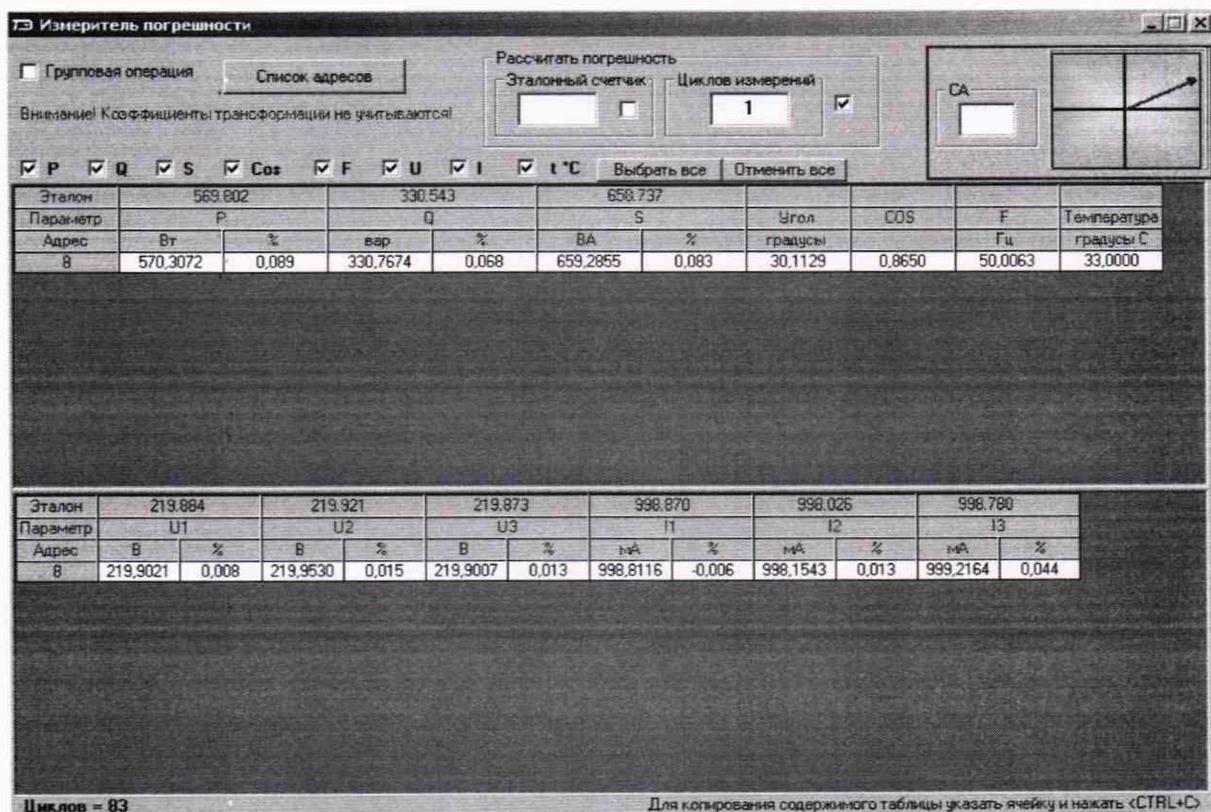 ТЭ Измеритель погрешности
Групповая операция
Список адресов
Рассчитать погрешность
Эталонный счетчик
Циклов измерений
1
CA
Внимание! Коэффициенты трансформации не учитываются!
P Q S Cos F U I t °C Выбрать все Отменить все
Эталон 569.802 330.543 658.737
Параметр P Q S Угол COS F Температура
Адрес Вт % вар % ВА % градусы Гц градусы С
8 570,3072 0,089 330,7674 0,068 659,2855 0,083 30,1129 0,8650 50,0063 33,0000
Эталон 219.884 219.921 219.873 998.870 998.026 998.780
Параметр U1 U2 U3 I1 I2 I3
Адрес В % В % В % мА % мА % мА %
8 219,9021 0,008 219,9530 0,015 219,9007 0,013 998,8116 -0,006 998,1543 0,013 999,2164 0,044
Циклов = 83
Для копирования содержимого таблицы указать ячейку и нажать <CTRL+C>